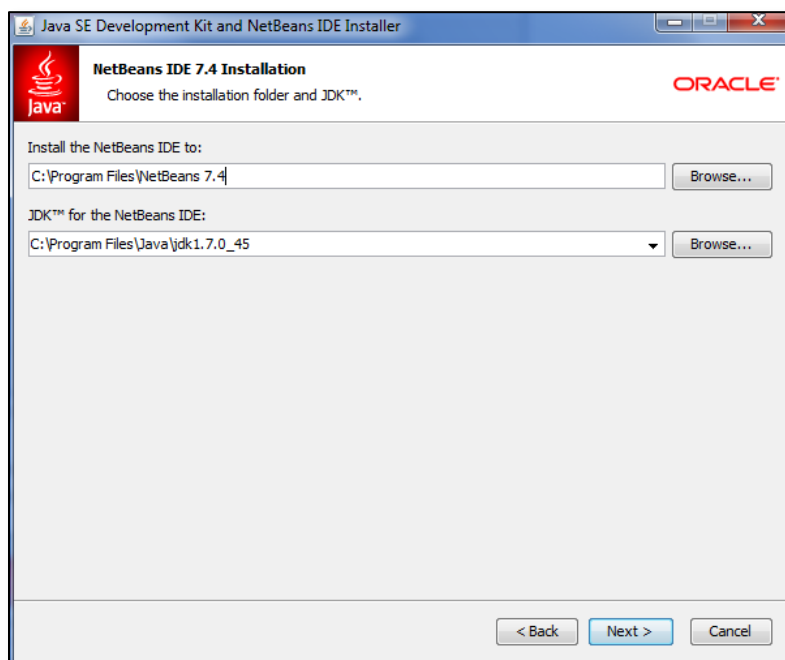 Java SE Development Kit and NetBeans IDE Installer
NetBeans IDE 7.4 Installation
Choose the installation folder and JDK™.
Java™
ORACLE®
Install the NetBeans IDE to:
C:\Program Files\NetBeans 7.4
Browse...
JDK™ for the NetBeans IDE:
C:\Program Files\Java\jdk1.7.0_45
Browse...
< Back
Next >
Cancel